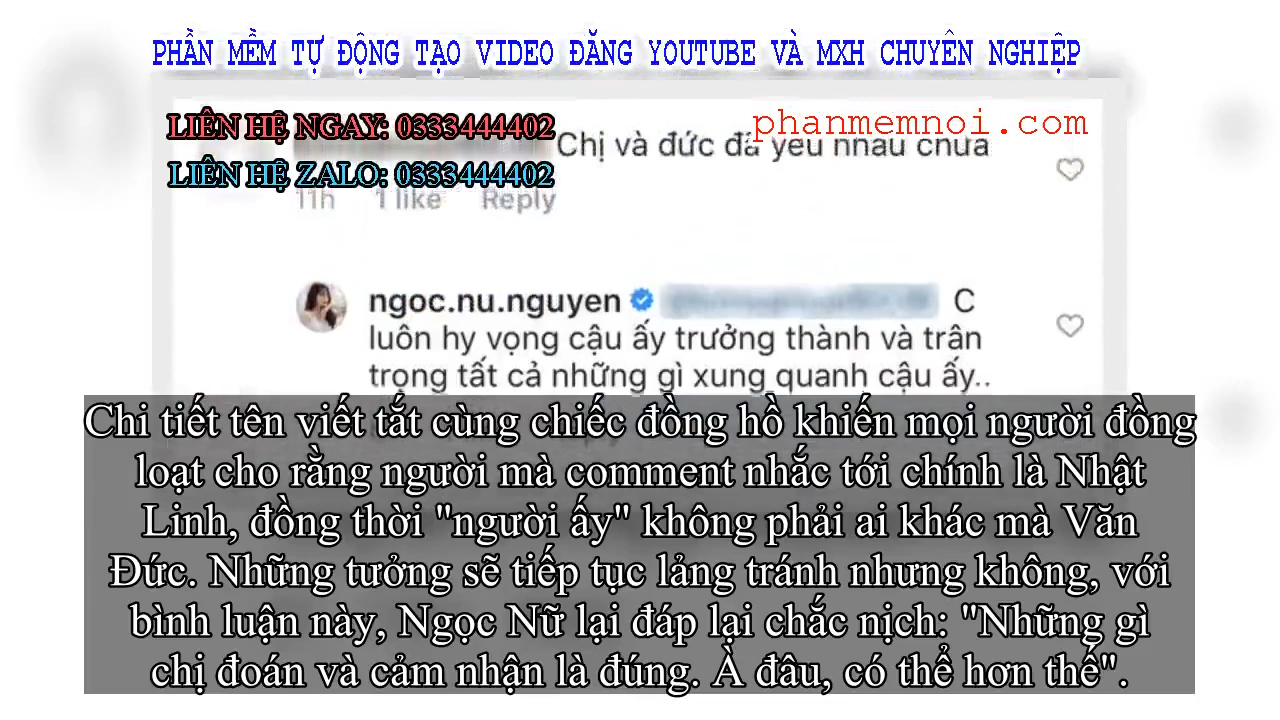 PHẦN MỀM TỰ ĐỘNG TẠO VIDEO ĐĂNG YOUTUBE VÀ MXH CHUYÊN NGHIỆP
LIÊN HỆ NGAY: 0333444402
phanmemnoi.com
Chị và đức đã yêu nhau chưa
LIÊN HỆ ZALO: 0333444402
11h 1 like Reply
ngoc.nu.nguyen C
luôn hy vọng cậu ấy trưởng thành và trân
trọng tất cả những gì xung quanh cậu ấy..
Chi tiết tên viết tắt cùng chiếc đồng hồ khiến mọi người đồng
loạt cho rằng người mà comment nhắc tới chính là Nhật
Linh, đồng thời "người ấy" không phải ai khác mà Văn
Đức. Những tưởng sẽ tiếp tục lảng tránh nhưng không, với
bình luận này, Ngọc Nữ lại đáp lại chắc nịch: "Những gì
chị đoán và cảm nhận là đúng. À đâu, có thể hơn thế".